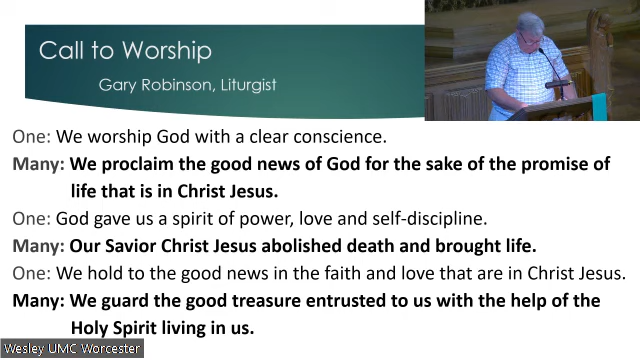 Call to Worship
Gary Robinson, Liturgist
One: We worship God with a clear conscience.
Many: We proclaim the good news of God for the sake of the promise of
life that is in Christ Jesus.
One: God gave us a spirit of power, love and self-discipline.
Many: Our Savior Christ Jesus abolished death and brought life.
One: We hold to the good news in the faith and love that are in Christ Jesus.
Many: We guard the good treasure entrusted to us with the help of the
Holy Spirit living in us.
Wesley UMC Worcester